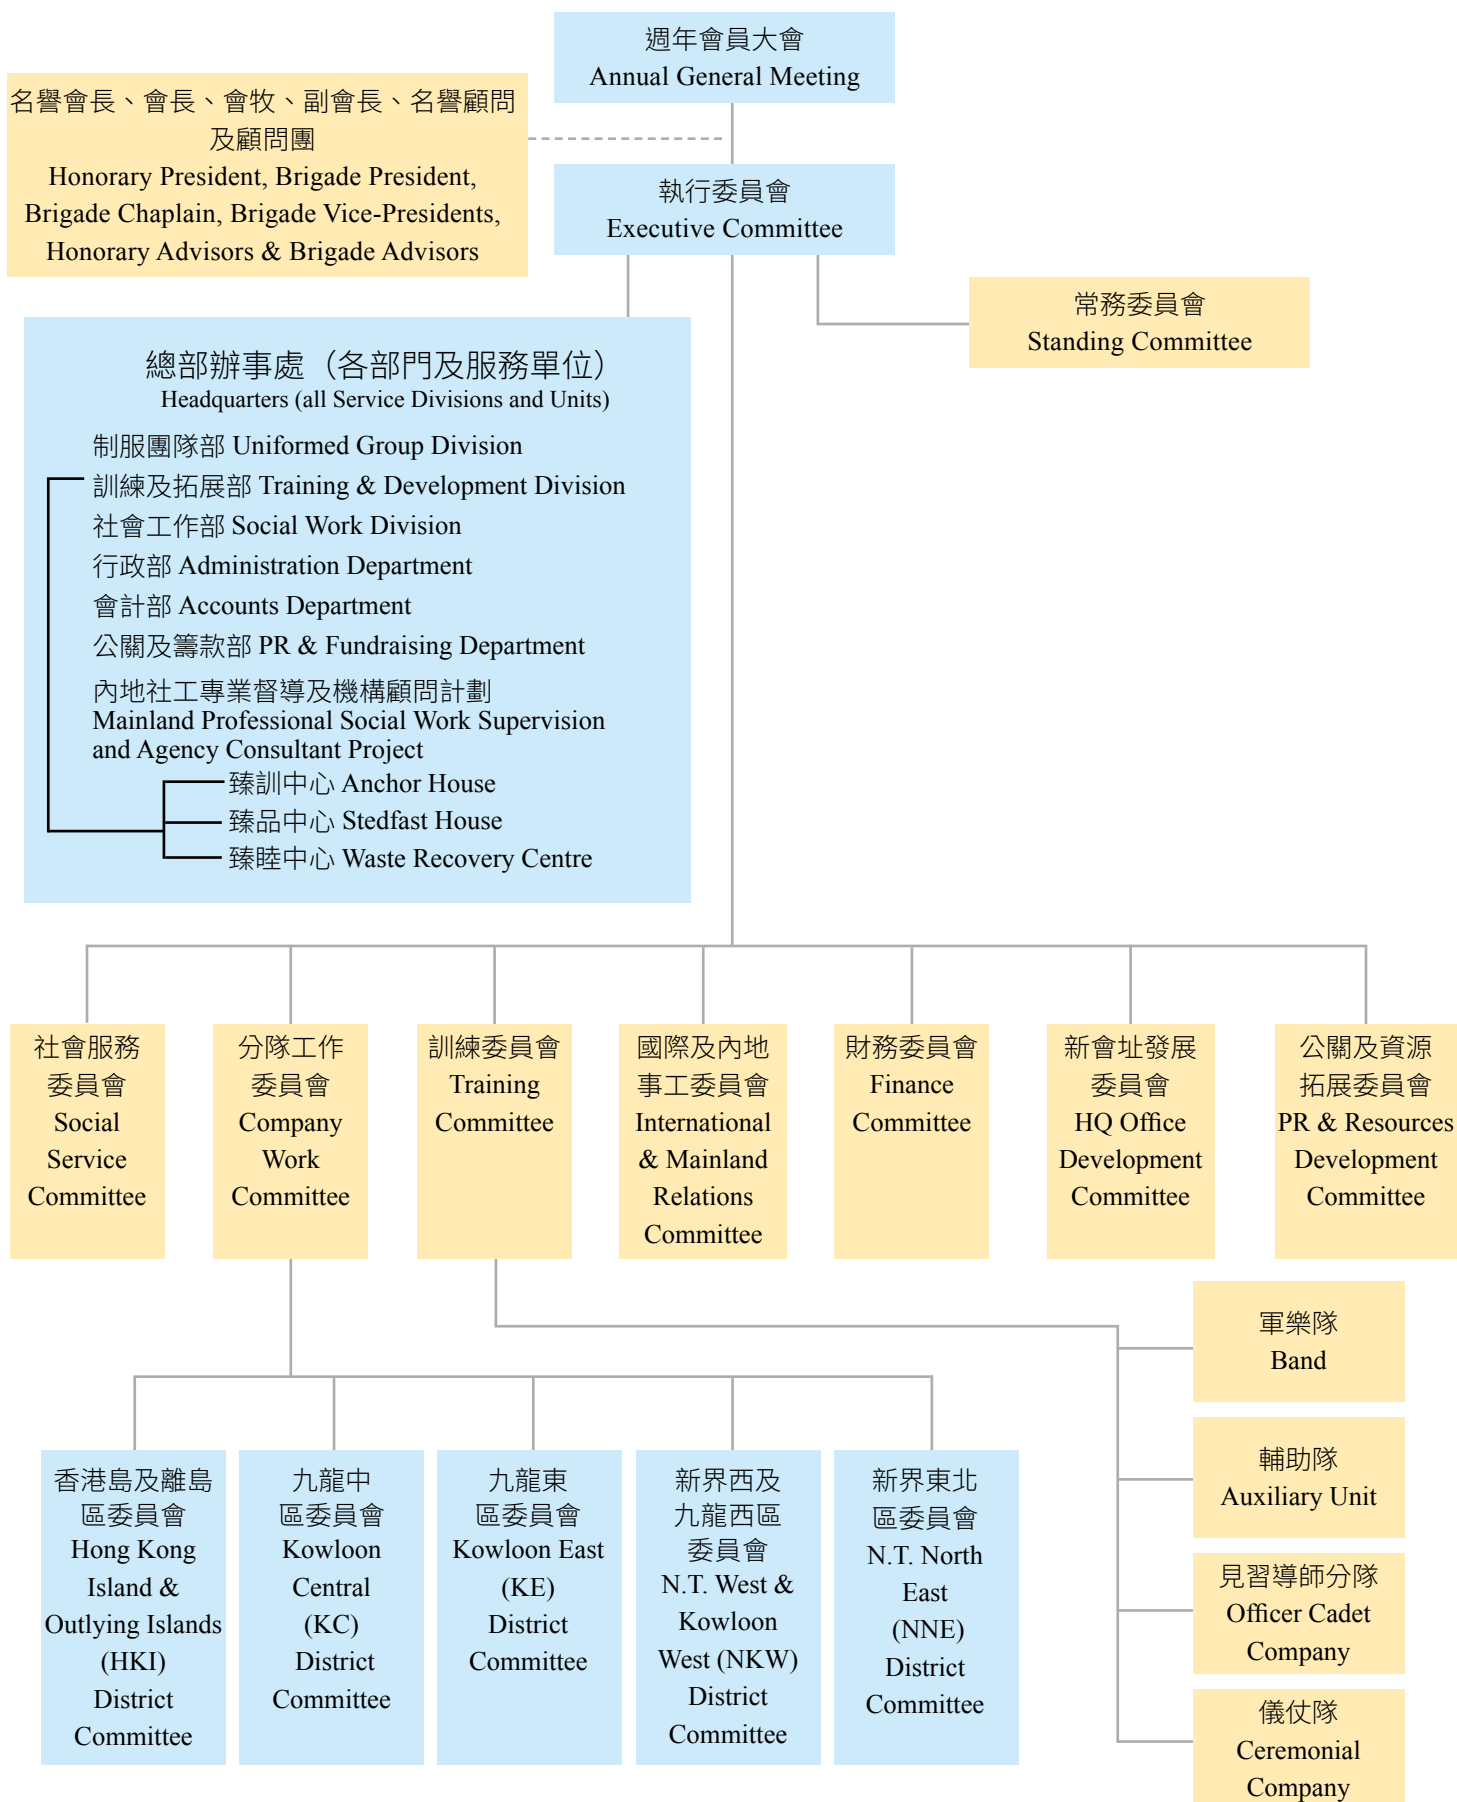 週年會員大會
Annual General Meeting
名譽會長、會長、會牧、副會長、名譽顧問
及顧問團
Honorary President, Brigade President,
Brigade Chaplain, Brigade Vice-Presidents,
Honorary Advisors & Brigade Advisors
執行委員會
Executive Committee
常務委員會
Standing Committee
總部辦事處（各部門及服務單位）
Headquarters (all Service Divisions and Units)
制服團隊部 Uniformed Group Division
訓練及拓展部 Training & Development Division
社會工作部 Social Work Division
行政部 Administration Department
會計部 Accounts Department
公關及籌款部 PR & Fundraising Department
內地社工專業督導及機構顧問計劃
Mainland Professional Social Work Supervision
and Agency Consultant Project
臻訓中心 Anchor House
臻品中心 Stedfast House
臻睦中心 Waste Recovery Centre
社會服務
委員會
Social
Service
Committee
分隊工作
委員會
Company
Work
Committee
訓練委員會
Training
Committee
國際及內地
事工委員會
International
& Mainland
Relations
Committee
財務委員會
Finance
Committee
新會址發展
委員會
HQ Office
Development
Committee
公關及資源
拓展委員會
PR & Resources
Development
Committee
軍樂隊
Band
輔助隊
Auxiliary Unit
見習導師分隊
Officer Cadet
Company
儀仗隊
Ceremonial
Company
香港島及離島
區委員會
Hong Kong
Island &
Outlying Islands
(HKI)
District
Committee
九龍中
區委員會
Kowloon
Central
(KC)
District
Committee
九龍東
區委員會
Kowloon East
(KE)
District
Committee
新界西及
九龍西區
委員會
N.T. West &
Kowloon
West (NKW)
District
Committee
新界東北
區委員會
N.T. North
East
(NNE)
District
Committee